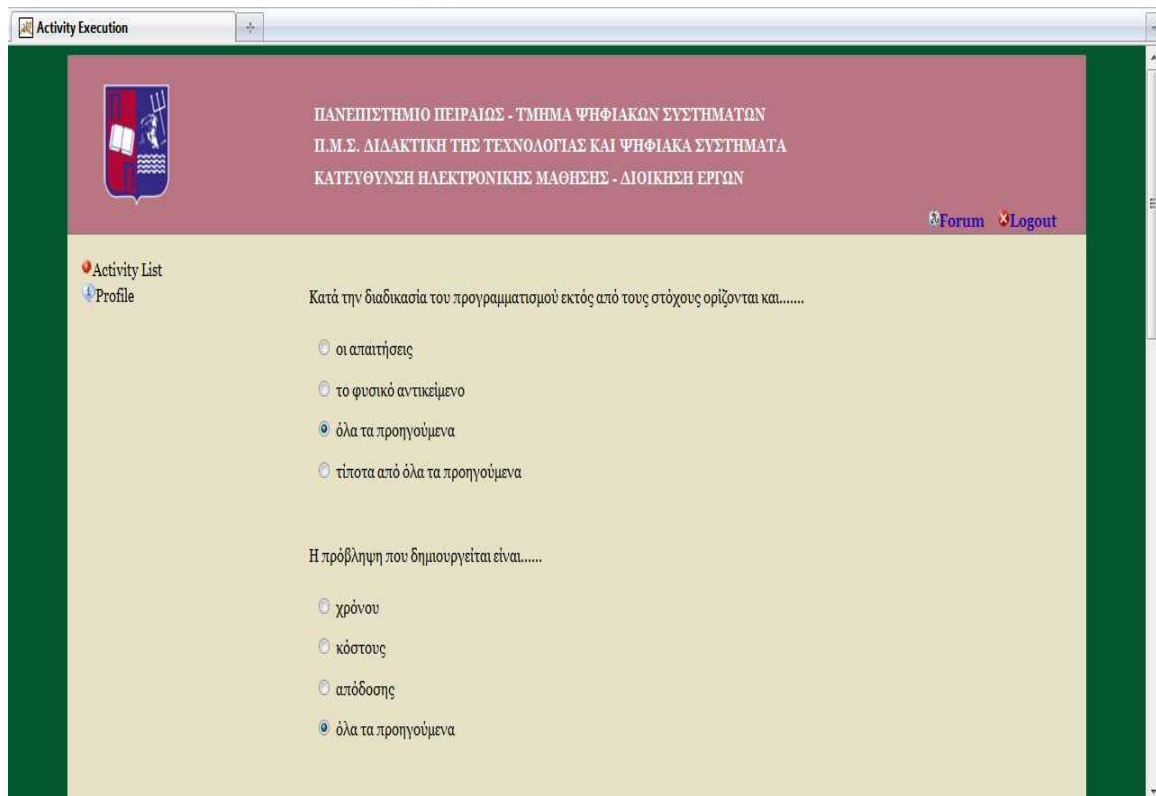 Activity Execution
ΠΑΝΕΠΙΣΤΗΜΙΟ ΠΕΙΡΑΙΩΣ - ΤΜΗΜΑ ΨΗΦΙΑΚΩΝ ΣΥΣΤΗΜΑΤΩΝ
Π.Μ.Σ. ΔΙΔΑΚΤΙΚΗ ΤΗΣ ΤΕΧΝΟΛΟΓΙΑΣ ΚΑΙ ΨΗΦΙΑΚΑ ΣΥΣΤΗΜΑΤΑ
ΚΑΤΕΥΘΥΝΣΗ ΗΛΕΚΤΡΟΝΙΚΗΣ ΜΑΘΗΣΗΣ - ΔΙΟΙΚΗΣΗ ΕΡΓΩΝ
Forum Logout
Activity List
Profile
Κατά την διαδικασία του προγραμματισμού εκτός από τους στόχους ορίζονται και.......
οι απαιτήσεις
το φυσικό αντικείμενο
όλα τα προηγούμενα
τίποτα από όλα τα προηγούμενα
Η πρόβληψη που δημιουργείται είναι......
χρόνου
κόστους
απόδοσης
όλα τα προηγούμενα